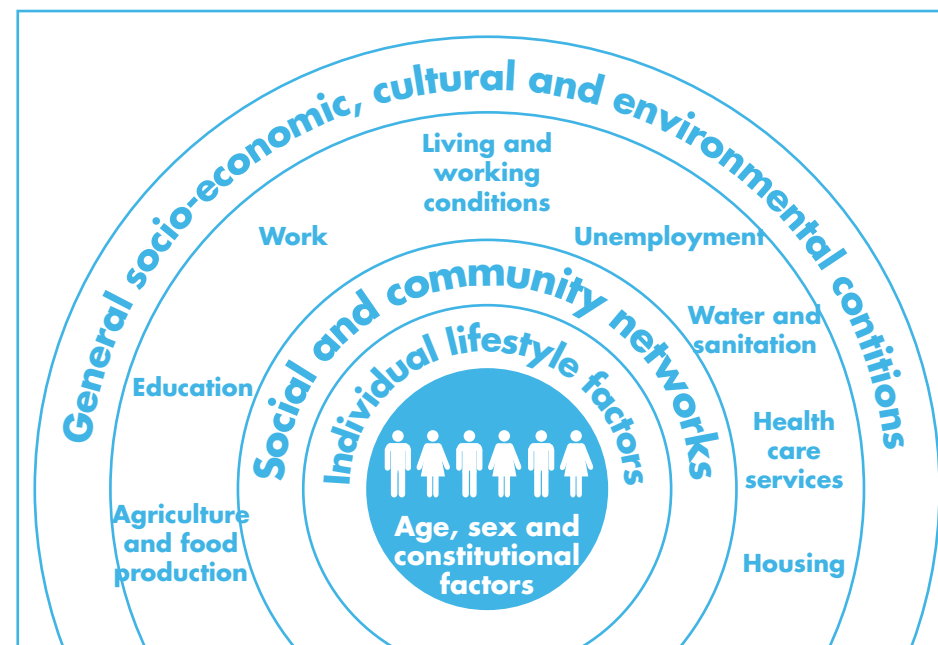 General socio-economic, cultural and environmental contitions
Living and
working
conditions
Work
Unemployment
Social and community networks
Water and
sanitation
Individual lifestyle factors
Education
Health
care
services
Agriculture
and food
production
Age, sex and
constitutional
factors
Housing